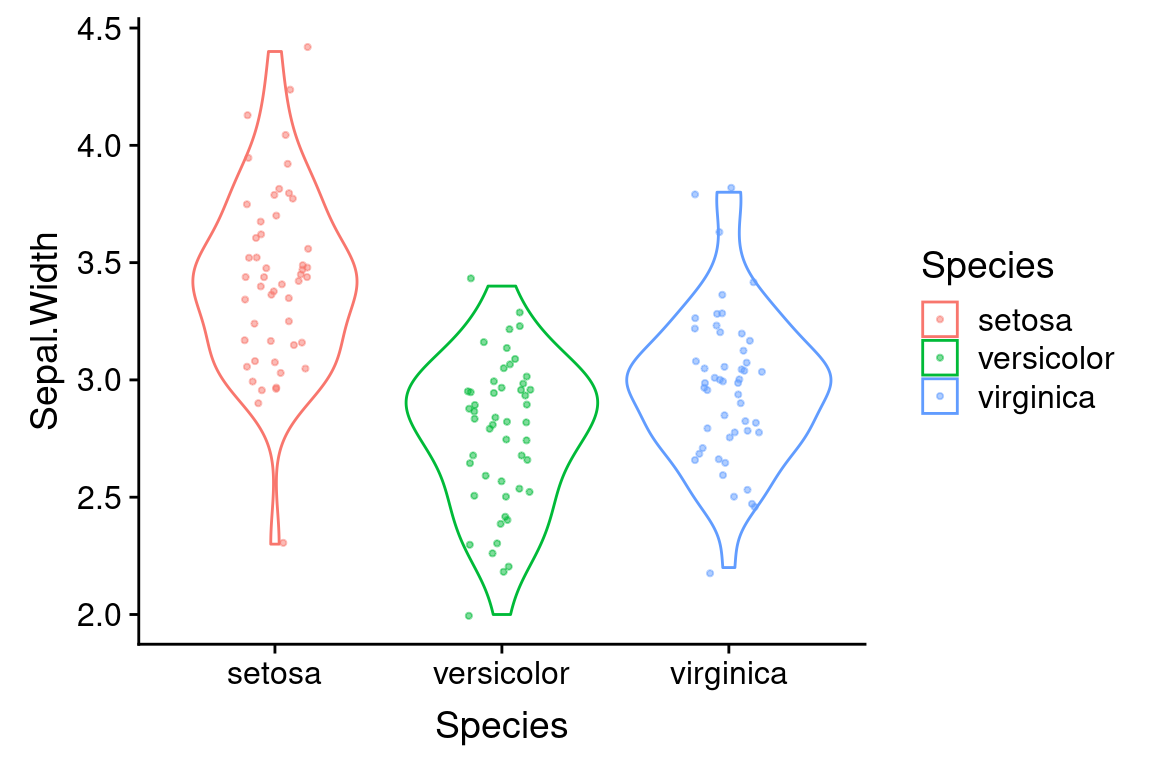 4.5
4.0
3.5
3.0
2.5
2.0
Sepal.Width
setosa
versicolor
virginica
Species
Species
setosa
versicolor
virginica